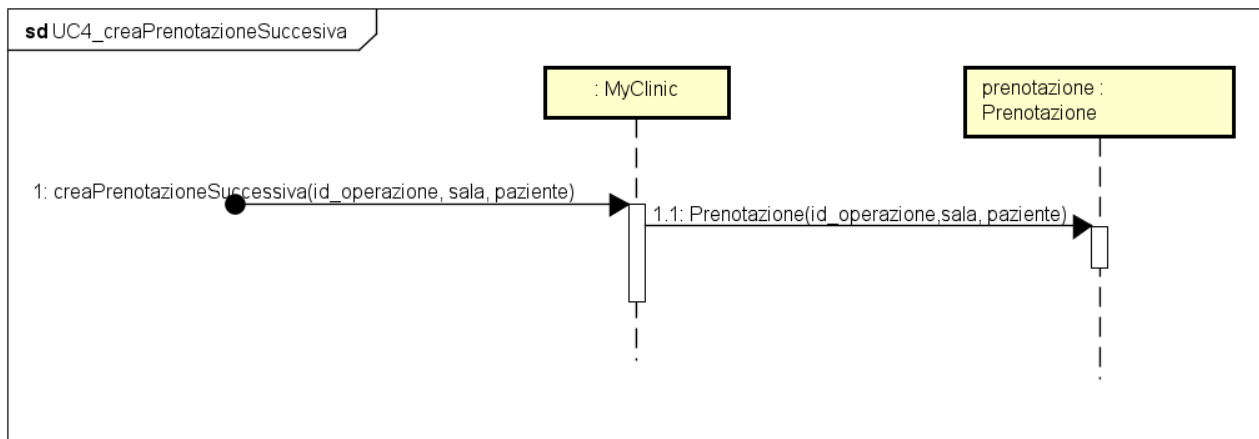 sd UC4_creaPrenotazioneSuccesiva
: MyClinic
prenotazione :
Prenotazione
1: creaPrenotazioneSuccessiva(id_operazione, sala, paziente)
1.1: Prenotazione(id_operazione,sala, paziente)